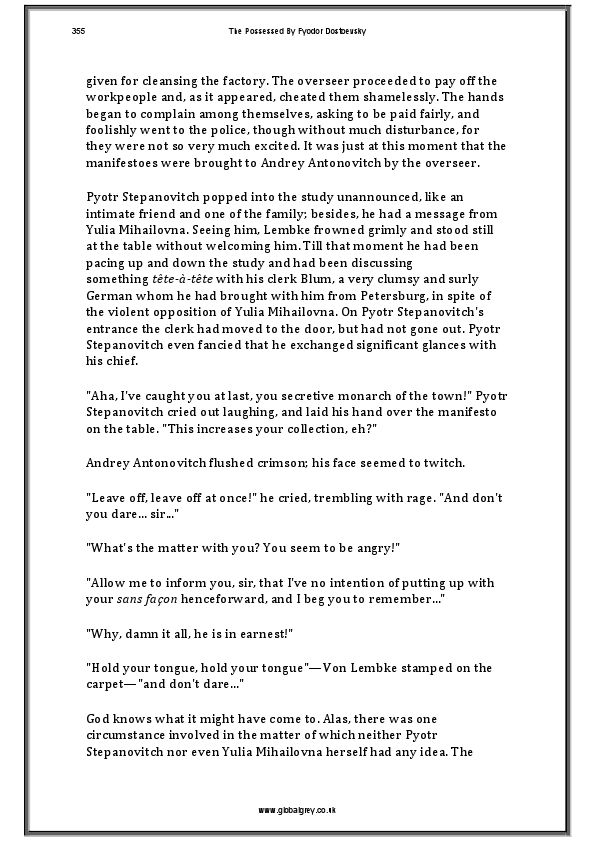 355
The Possessed By Fyodor Dostoevsky
given for cleansing the factory. The overseer proceeded to pay off the
workpeople and, as it appeared, cheated them shamelessly. The hands
began to complain among themselves, asking to be paid fairly, and
foolishly went to the police, though without much disturbance, for
they were not so very much excited. It was just at this moment that the
manifestoes were brought to Andrey Antonovitch by the overseer.
Pyotr Stepanovitch popped into the study unannounced, like an
intimate friend and one of the family; besides, he had a message from
Yulia Mihailovna. Seeing him, Lembke frowned grimly and stood still
at the table without welcoming him. Till that moment he had been
pacing up and down the study and had been discussing
something tête-à-tête with his clerk Blum, a very clumsy and surly
German whom he had brought with him from Petersburg, in spite of
the violent opposition of Yulia Mihailovna. On Pyotr Stepanovitch's
entrance the clerk had moved to the door, but had not gone out. Pyotr
Stepanovitch even fancied that he exchanged significant glances with
his chief.
"Aha, I've caught you at last, you secretive monarch of the town!" Pyotr
Stepanovitch cried out laughing, and laid his hand over the manifesto
on the table. "This increases your collection, eh?"
Andrey Antonovitch flushed crimson; his face seemed to twitch.
"Leave off, leave off at once!" he cried, trembling with rage. "And don't
you dare... sir..."
"What's the matter with you? You seem to be angry!"
"Allow me to inform you, sir, that I've no intention of putting up with
your sans façon henceforward, and I beg you to remember..."
"Why, damn it all, he is in earnest!"
"Hold your tongue, hold your tongue"—Von Lembke stamped on the
carpet—"and don't dare..."
God knows what it might have come to. Alas, there was one
circumstance involved in the matter of which neither Pyotr
Stepanovitch nor even Yulia Mihailovna herself had any idea. The
www.globalgrey.co.uk